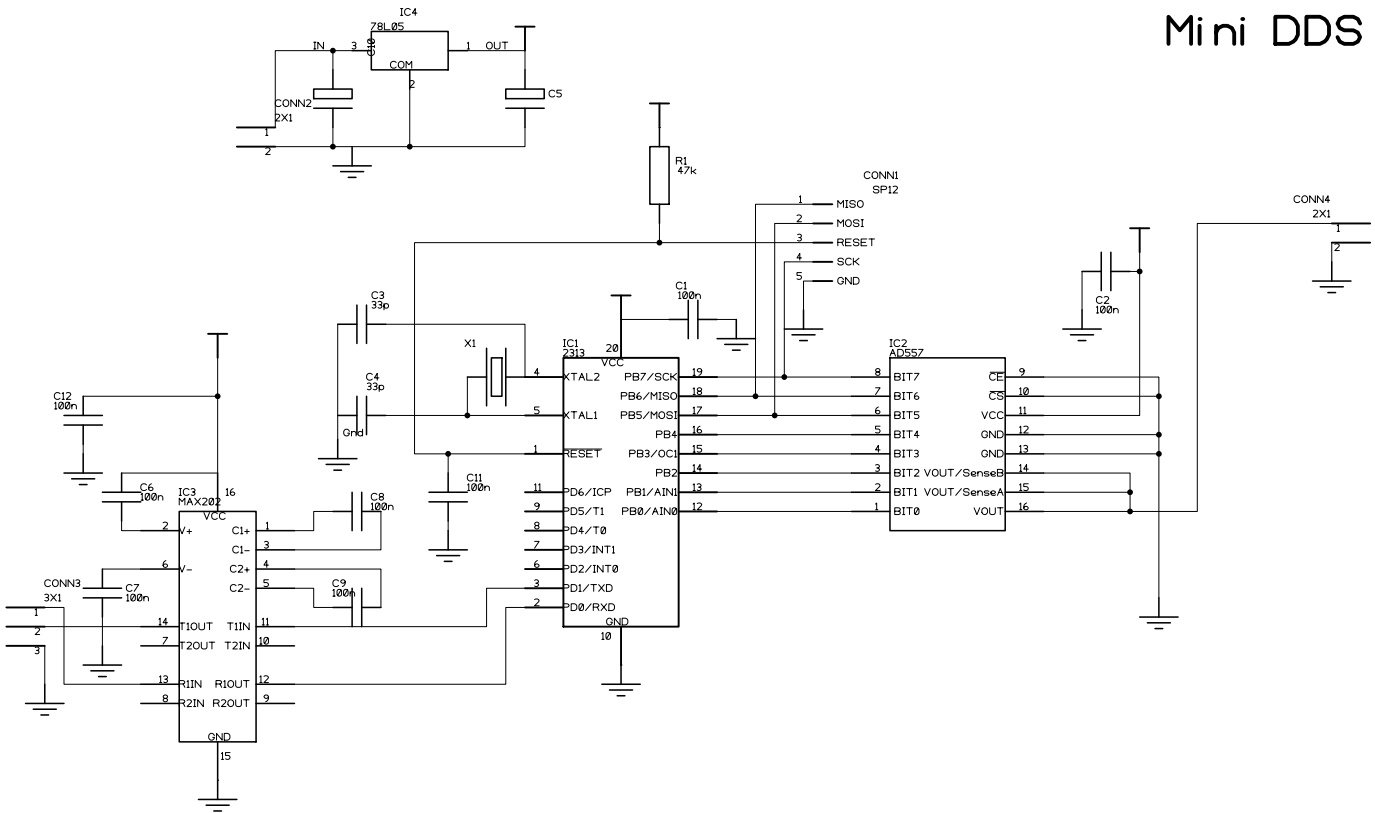 Mini DDS
IC4
78L05
IN
3
C10
1
OUT
COM
2
CONN2
2X1
1
2
C5
R1
47k
CONN1
SP12
1
MISO
2
MOSI
3
RESET
4
SCK
5
GND
CONN4
2X1
1
2
C2
100n
C3
33p
C4
33p
Gnd
X1
C1
100n
IC1
2313
20
VCC
4 XTAL2
5 XTAL1
1 RESET
11 PD6/ICP
9 PD5/T1
8 PD4/T0
7 PD3/INT1
6 PD2/INT0
3 PD1/TXD
2 PD0/RXD
PB7/SCK 19
PB6/MISO 18
PB5/MOSI 17
PB4 16
PB3/OC1 15
PB2 14
PB1/AIN1 13
PB0/AIN0 12
GND
10
IC2
AD557
8 BIT7
7 BIT6
6 BIT5
5 BIT4
4 BIT3
3 BIT2
2 BIT1
1 BIT0
CE 9
CS 10
VCC 11
GND 12
GND 13
VOUT/SenseB 14
VOUT/SenseA 15
VOUT 16
C11
100n
C12
100n
C6
100n
IC3
MAX202
16
VCC
2 V+
6 V-
14 T1OUT
7 T2OUT
13 R1IN
8 R2IN
C1+ 1
C1- 3
C2+ 4
C2- 5
T1IN 11
T2IN 10
R1OUT 12
R2OUT 9
GND
15
C8
100n
C9
100n
C7
100n
CONN3
3X1
1
2
3